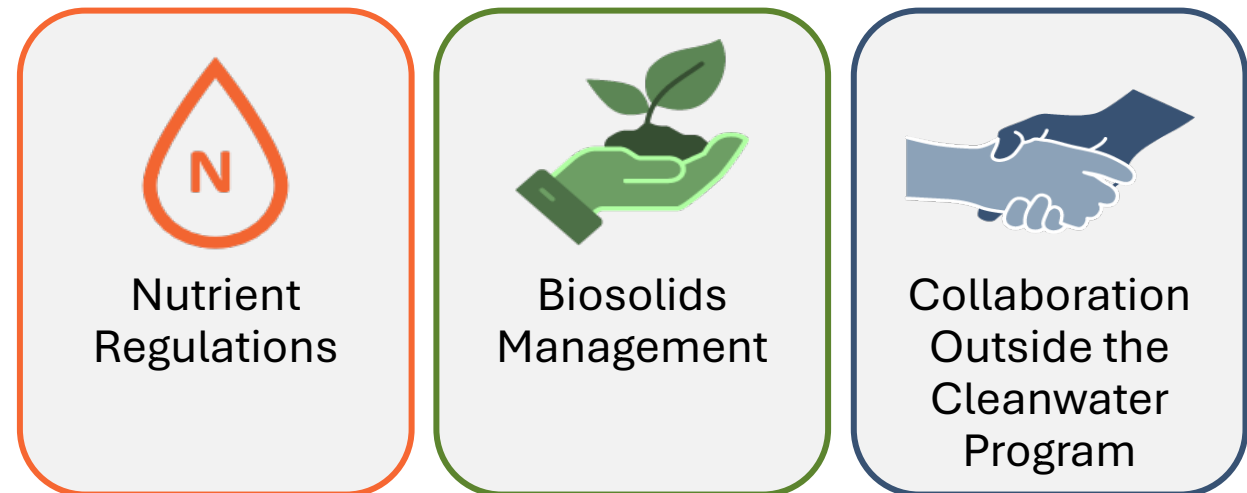 N
Nutrient
Regulations
Biosolids
Management
Collaboration
Outside the
Cleanwater
Program